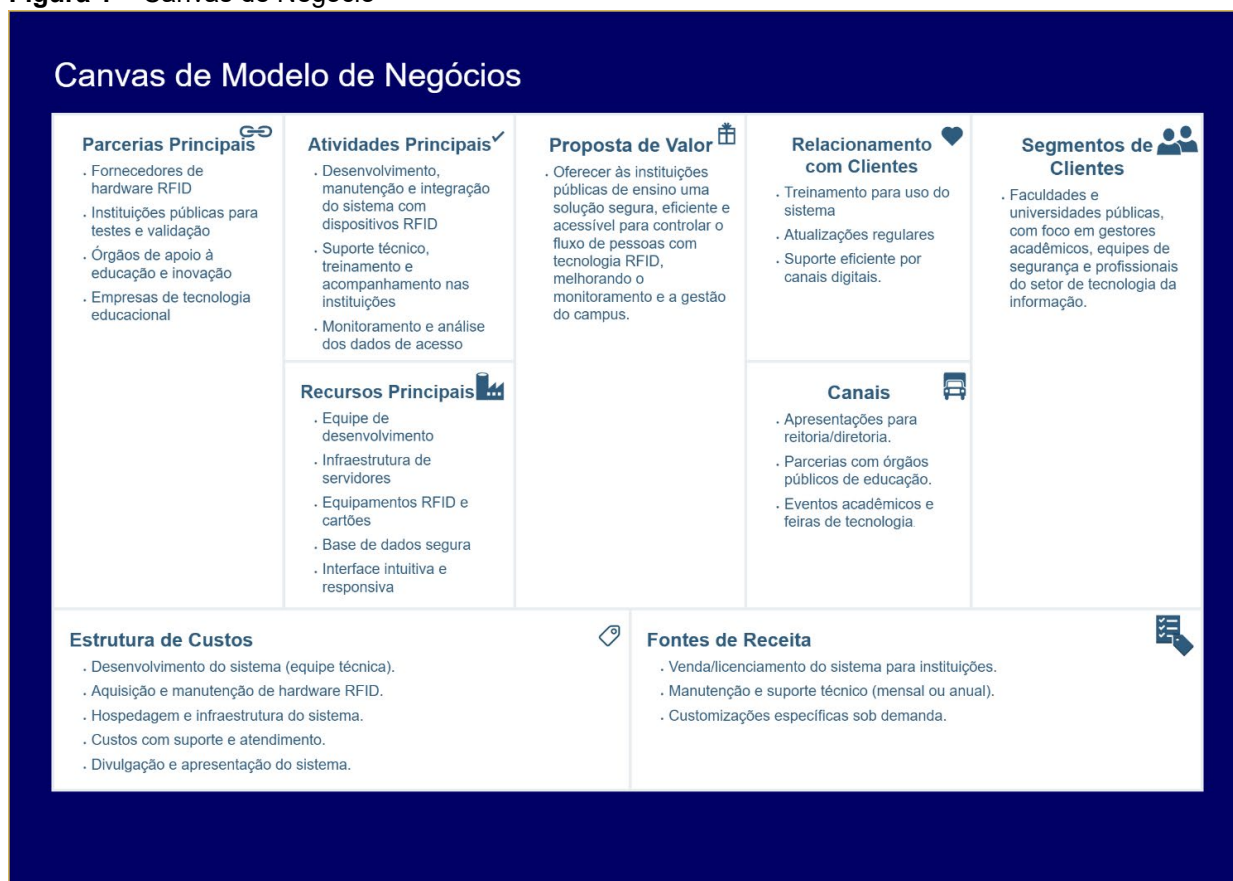 Canvas de Modelo de Negócios
Parcerias Principais
. Fornecedores de
hardware RFID
. Instituições públicas para
testes e validação
. Órgãos de apoio à
educação e inovação
. Empresas de tecnologia
educacional
Atividades Principais
. Desenvolvimento,
manutenção e integração
do sistema com
dispositivos RFID
. Suporte técnico,
treinamento e
acompanhamento nas
instituições
. Monitoramento e análise
dos dados de acesso
Recursos Principais
. Equipe de
desenvolvimento
. Infraestrutura de
servidores
. Equipamentos RFID e
cartões
. Base de dados segura
. Interface intuitiva e
responsiva
Proposta de Valor
. Oferecer às instituições
públicas de ensino uma
solução segura, eficiente e
acessível para controlar o
fluxo de pessoas com
tecnologia RFID,
melhorando o
monitoramento e a gestão
do campus.
Relacionamento
com Clientes
. Treinamento para uso do
sistema
. Atualizações regulares
. Suporte eficiente por
canais digitais.
Canais
. Apresentações para
reitoria/diretoria.
. Parcerias com órgãos
públicos de educação.
. Eventos acadêmicos e
feiras de tecnologia
Segmentos de
Clientes
. Faculdades e
universidades públicas,
com foco em gestores
acadêmicos, equipes de
segurança e profissionais
do setor de tecnologia da
informação.
Estrutura de Custos
. Desenvolvimento do sistema (equipe técnica).
. Aquisição e manutenção de hardware RFID.
. Hospedagem e infraestrutura do sistema.
. Custos com suporte e atendimento.
. Divulgação e apresentação do sistema.
Fontes de Receita
. Venda/licenciamento do sistema para instituições.
. Manutenção e suporte técnico (mensal ou anual).
. Customizações específicas sob demanda.